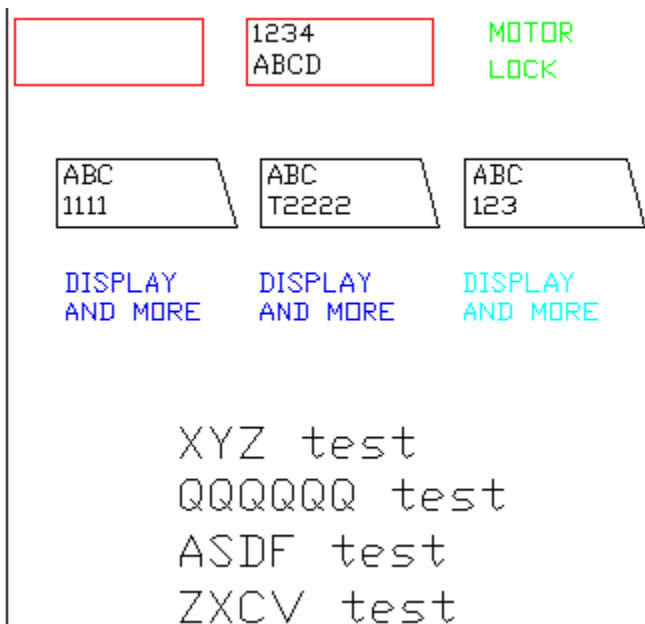 1234
ABCD
MOTOR
LOCK
ABC
1111
ABC
T2222
ABC
123
DISPLAY
AND MORE
DISPLAY
AND MORE
DISPLAY
AND MORE
XYZ test
QQQQQQ test
ASDF test
ZXCV test